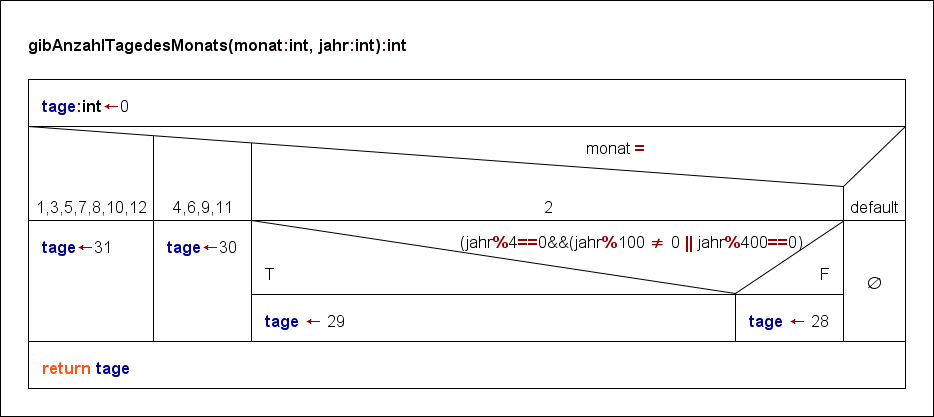 gibAnzahlTagedesMonats(monat:int, jahr:int):int
tage:int←0
monat =
1,3,5,7,8,10,12 4,6,9,11 2 default
tage←31 tage←30 (jahr%4==0&&(jahr%100 ≠ 0 || jahr%400==0)
T F ∅
tage ← 29 tage ← 28
return tage